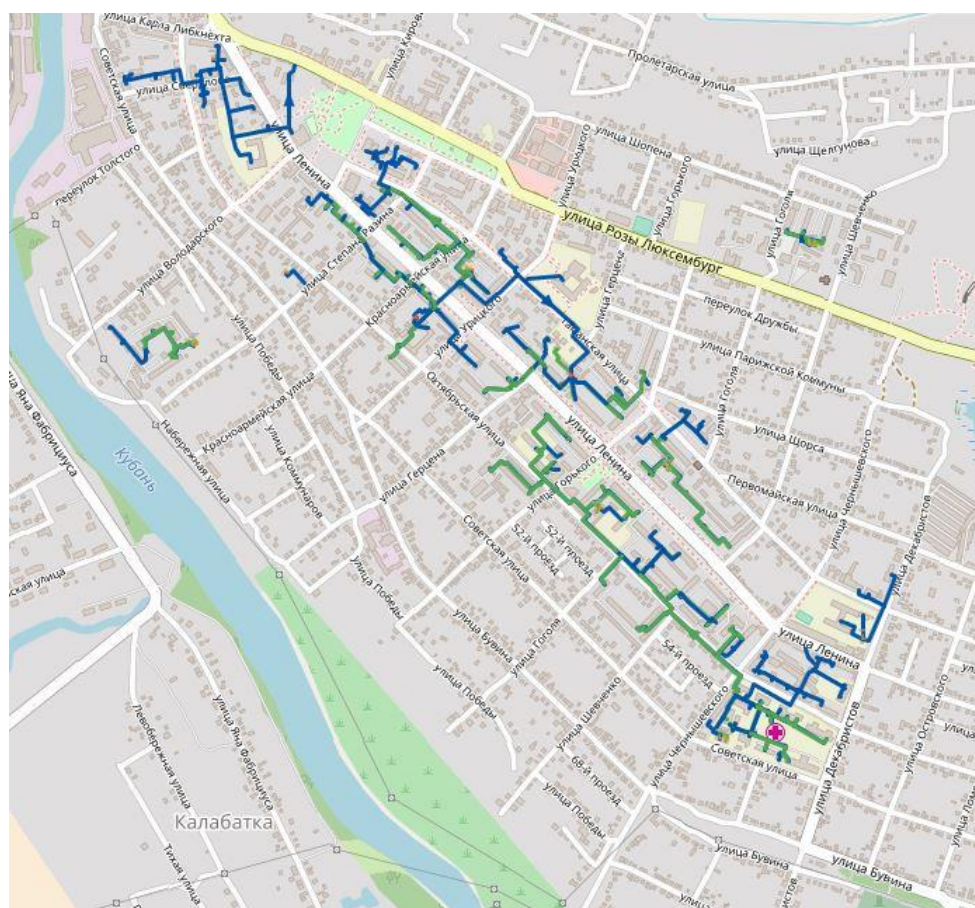 улица Карла Либкнехта
Советская улица
улица Кирова
Пролетарская улица
улица Шопена
улица Щелгунова
улица Урицкого
улица Горького
улица Ленина
переулок Толстого
улица Гоголя
улица Шевченко
улица Розы Люксембург
улица Володарского
улица Степана Разина
Красноармейская улица
улица Герцена
переулок Дружбы
улица Урицкого
улица Парижской Коммуны
улица Победы
Октябрьская улица
улица Гоголя
улица Щорса
улица Яна Фабрициуса
Кубань
Набережная улица
Красноармейская улица
улица Коммунаров
улица Герцена
улица Ленина
улица Горького
Первомайская улица
улица Чернышевского
улица Декабристов
Советская улица
52-й проезд
52-й проезд
улица Победы
улица Бувина
улица Гоголя
54-й проезд
улица Ленина
улица Победы
улица Шевченко
улица Чернышевского
Советская улица
улица Декабристов
улица Островского
68-й проезд
улица Победы
Левобережная улица
улица Яна Фабрициуса
Калабатка
Тихая улица
улица Бувина
улица Бувина